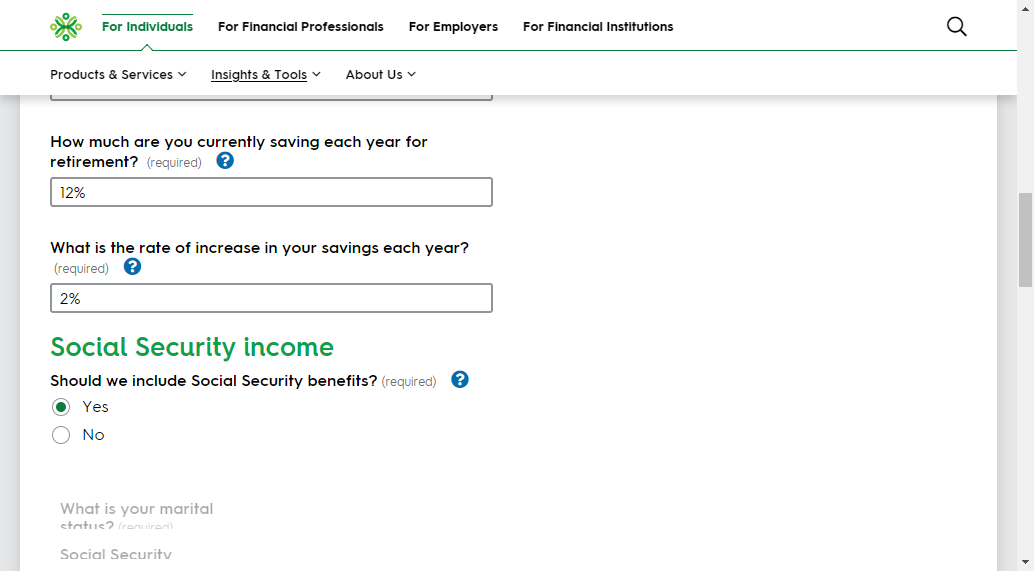 For Individuals
For Financial Professionals
For Employers
For Financial Institutions
Products & Services
Insights & Tools
About Us
How much are you currently saving each year for
retirement? (required) ?
12%
What is the rate of increase in your savings each year?
(required) ?
2%
Social Security income
Should we include Social Security benefits? (required) ?
Yes
No
What is your marital
status? (required)
Social Security